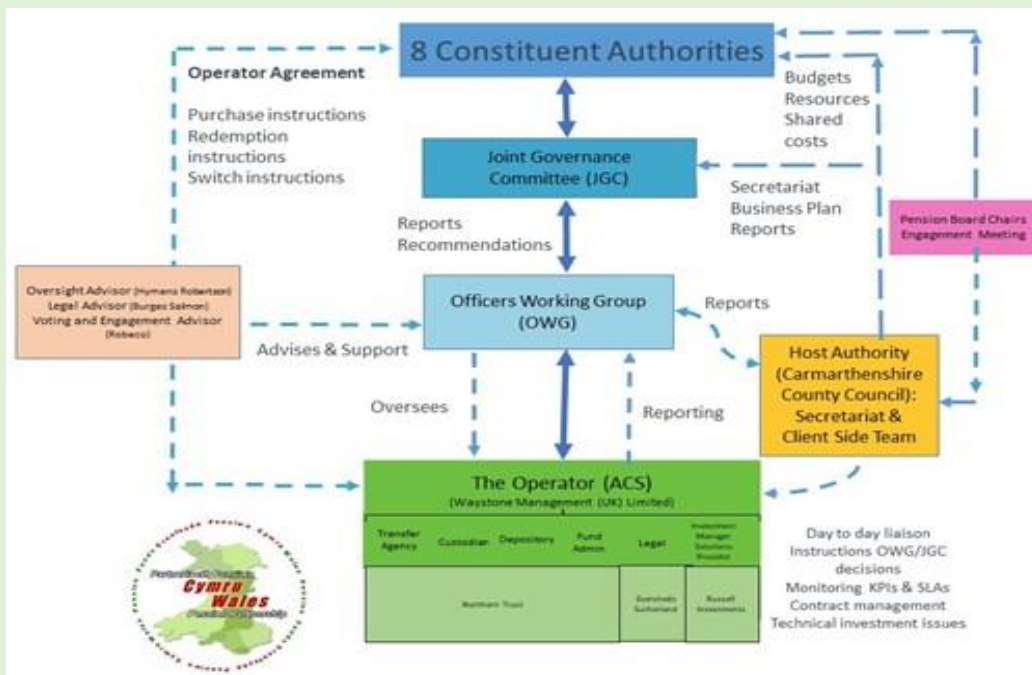 8 Constituent Authorities
Operator Agreement
Purchase instructions
Redemption
instructions
Switch instructions
Budgets
Resources
Shared
costs
Joint Governance
Committee (JGC)
Secretariat
Business Plan
Reports
Pension Board Chairs
Engagement Meeting
Reports
Recommendations
Oversight Advisor (Hymans Robertson)
Legal Advisor (Burges Salmon)
Voting and Engagement Advisor
(Robeco)
Advises & Support
Officers Working Group
(OWG)
Reports
Host Authority
(Carmarthenshire
County Council):
Secretariat &
Client Side Team
Oversees
Reporting
The Operator (ACS)
(Waystone Management (UK) Limited)
Transfer
Agency
Custodian
Depository
Fund
Admin
Legal
Investment
Manager
Solutions
Provider
Northern Trust
Eversheds
Sutherland
Russell
Investments
Day to day liaison
Instructions OWG/JGC
decisions
Monitoring KPIs & SLAs
Contract management
Technical investment issues
Cymru
Wales